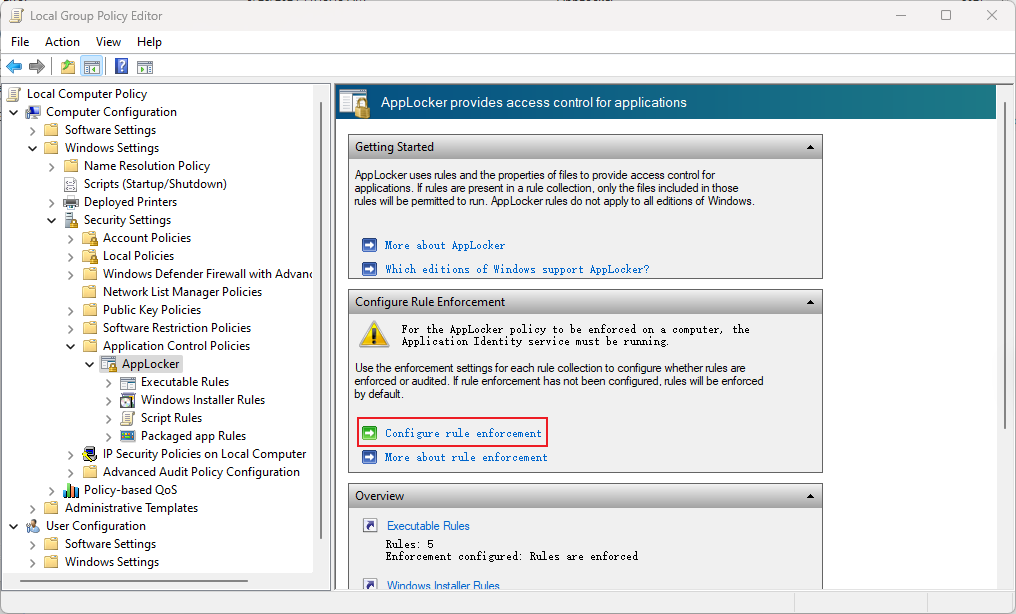 Local Group Policy Editor
File Action View Help
Local Computer Policy
Computer Configuration
Software Settings
Windows Settings
Name Resolution Policy
Scripts (Startup/Shutdown)
Deployed Printers
Security Settings
Account Policies
Local Policies
Windows Defender Firewall with Advanc
Network List Manager Policies
Public Key Policies
Software Restriction Policies
Application Control Policies
AppLocker
Executable Rules
Windows Installer Rules
Script Rules
Packaged app Rules
IP Security Policies on Local Computer
Advanced Audit Policy Configuration
Policy-based QoS
Administrative Templates
User Configuration
Software Settings
Windows Settings
AppLocker provides access control for applications
Getting Started
AppLocker uses rules and the properties of files to provide access control for
applications. If rules are present in a rule collection, only the files included in those
rules will be permitted to run. AppLocker rules do not apply to all editions of Windows.
More about AppLocker
Which editions of Windows support AppLocker?
Configure Rule Enforcement
For the AppLocker policy to be enforced on a computer, the
Application Identity service must be running.
Use the enforcement settings for each rule collection to configure whether rules are
enforced or audited. If rule enforcement has not been configured, rules will be enforced
by default.
Configure rule enforcement
More about rule enforcement
Overview
Executable Rules
Rules: 5
Enforcement configured: Rules are enforced
Windows Installer Rules